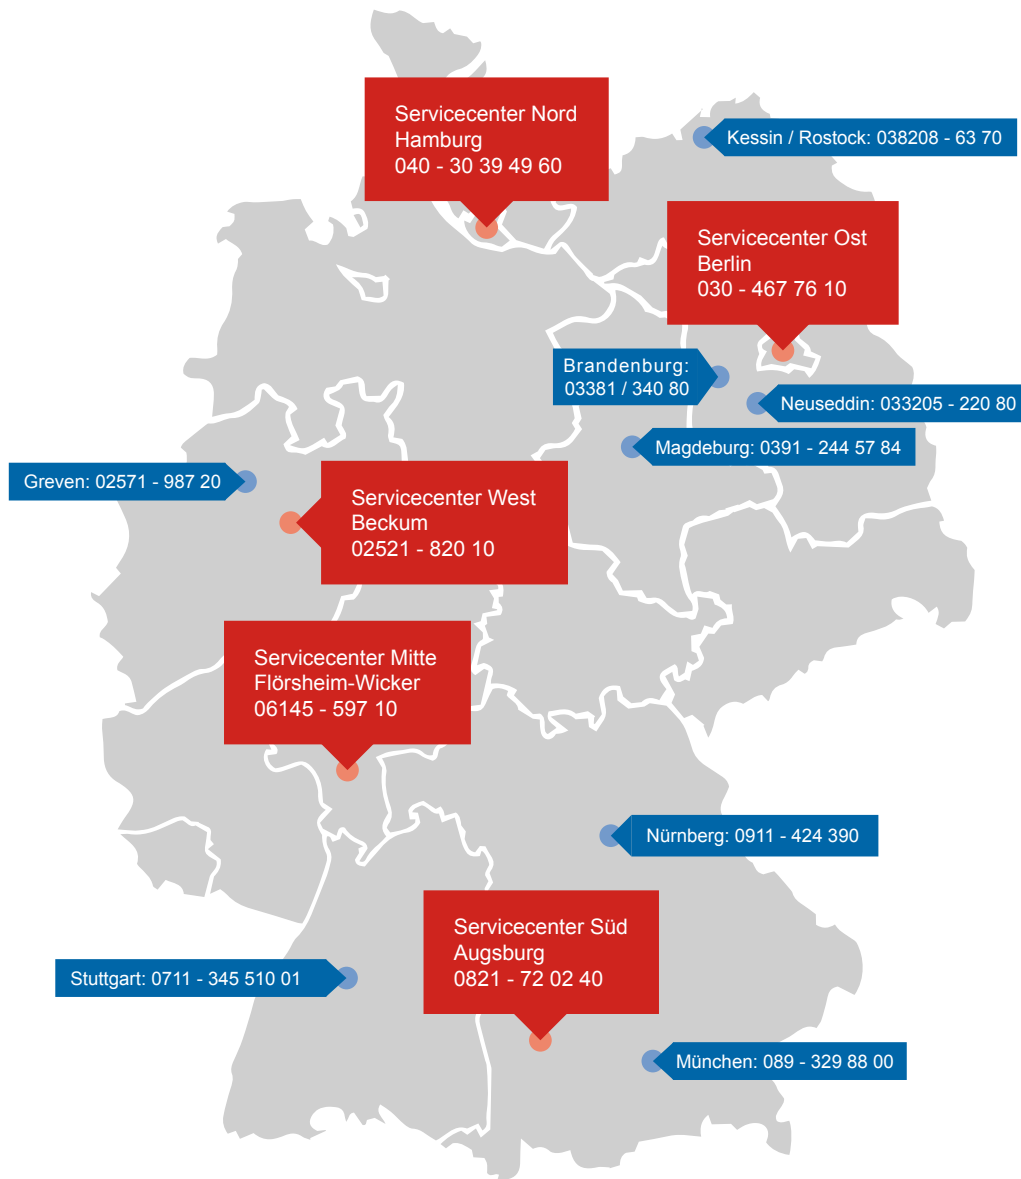 Servicecenter Nord
Hamburg
040 - 30 39 49 60
Kessin / Rostock: 038208 - 63 70
Servicecenter Ost
Berlin
030 - 467 76 10
Brandenburg:
03381 / 340 80
Neuseddin: 033205 - 220 80
Magdeburg: 0391 - 244 57 84
Greven: 02571 - 987 20
Servicecenter West
Beckum
02521 - 820 10
Servicecenter Mitte
Flörsheim-Wicker
06145 - 597 10
Nürnberg: 0911 - 424 390
Servicecenter Süd
Augsburg
0821 - 72 02 40
Stuttgart: 0711 - 345 510 01
München: 089 - 329 88 00